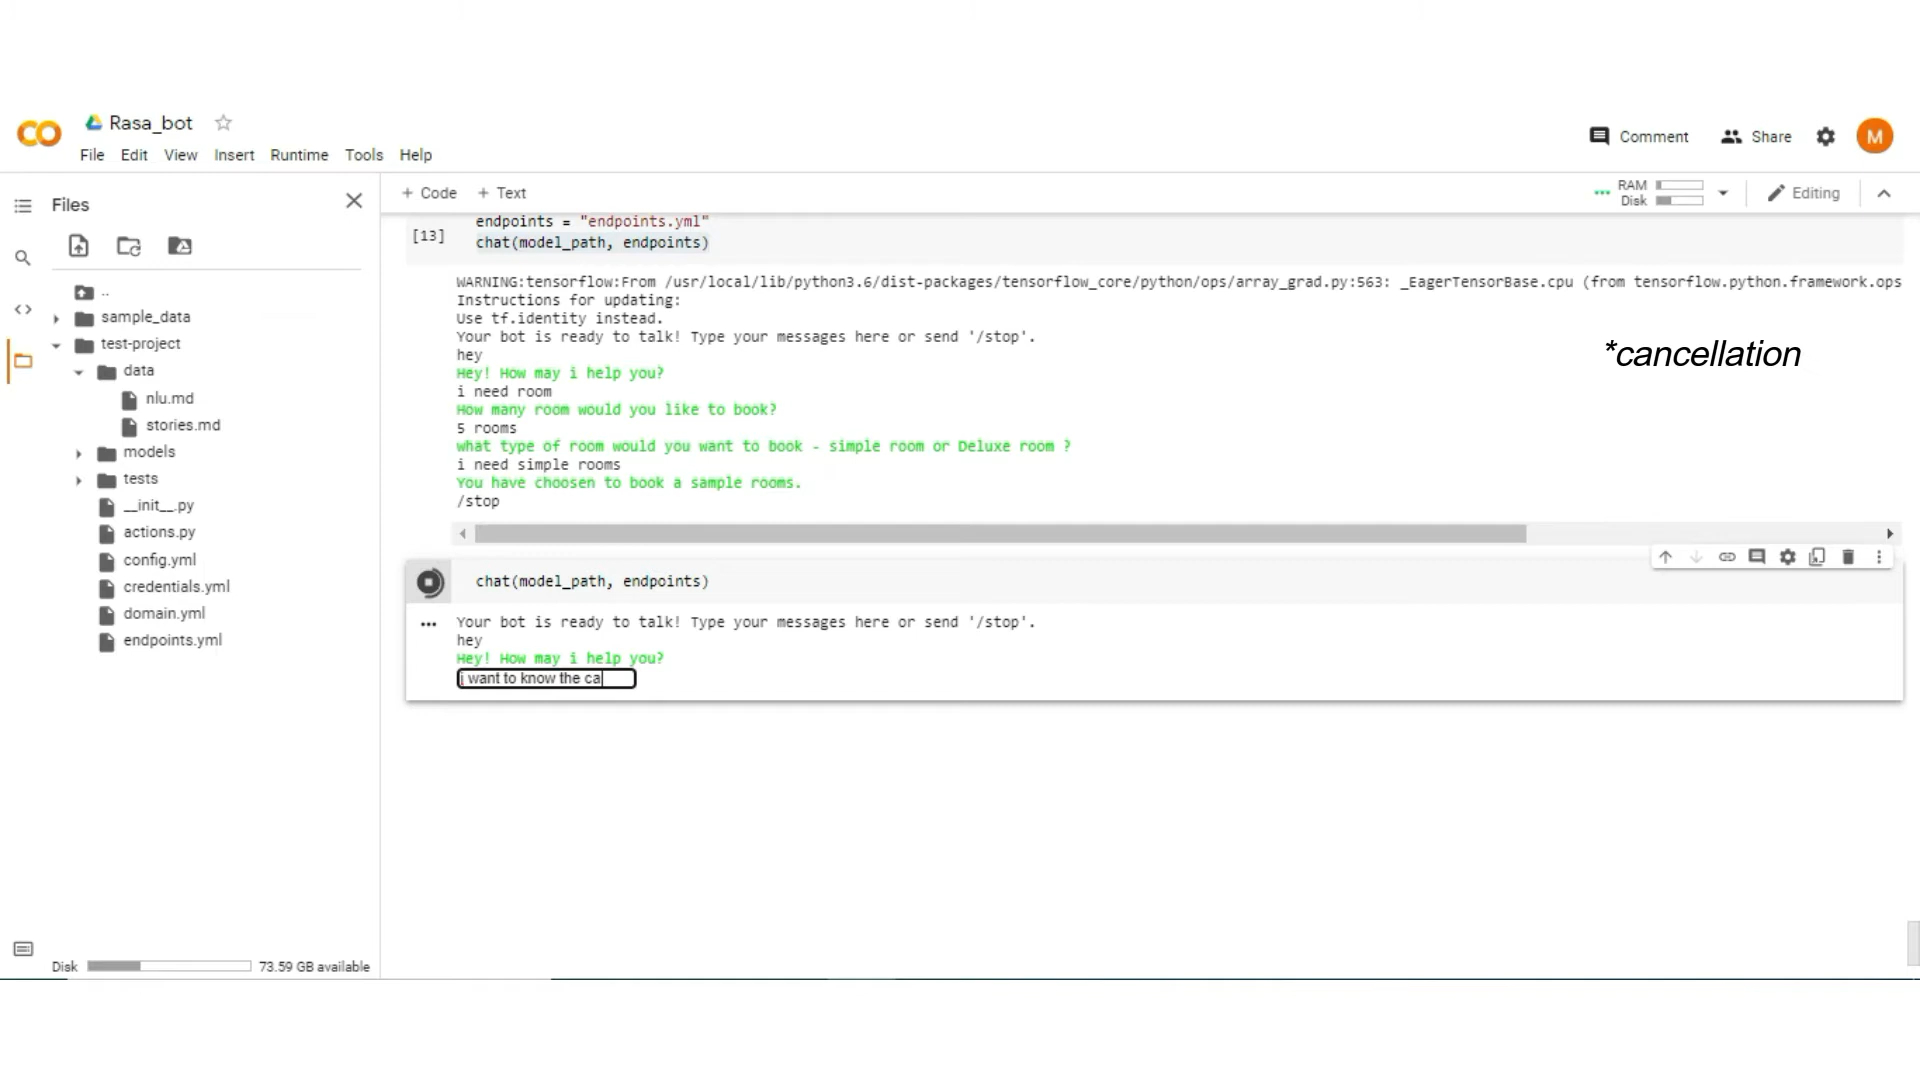 Rasa_bot
File Edit View Insert Runtime Tools Help
Comment
Share
M
Files
+ Code + Text
RAM
Disk
Editing
..
sample_data
test-project
data
nlu.md
stories.md
models
tests
__init__.py
actions.py
config.yml
credentials.yml
domain.yml
endpoints.yml
Disk
73.59 GB available
endpoints = "endpoints.yml"
[13] chat(model_path, endpoints)
WARNING:tensorflow:From /usr/local/lib/python3.6/dist-packages/tensorflow_core/python/ops/array_grad.py:563: _EagerTensorBase.cpu (from tensorflow.python.framework.ops
Instructions for updating:
Use tf.identity instead.
Your bot is ready to talk! Type your messages here or send '/stop'.
hey
Hey! How may i help you?
i need room
How many room would you like to book?
5 rooms
what type of room would you want to book - simple room or Deluxe room ?
i need simple rooms
You have choosen to book a sample rooms.
/stop
*cancellation
chat(model_path, endpoints)
Your bot is ready to talk! Type your messages here or send '/stop'.
hey
Hey! How may i help you?
i want to know the ca